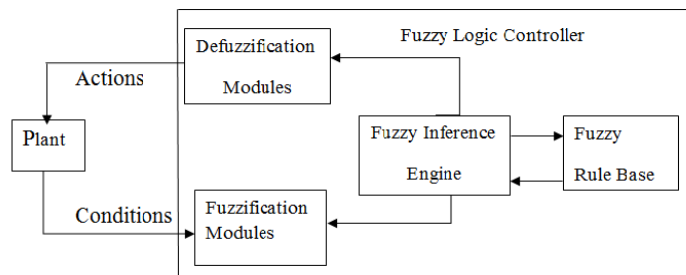 Defuzzification
Modules
Fuzzy Logic Controller
Actions
Plant
Fuzzy Inference
Engine
Fuzzy
Rule Base
Conditions
Fuzzification
Modules